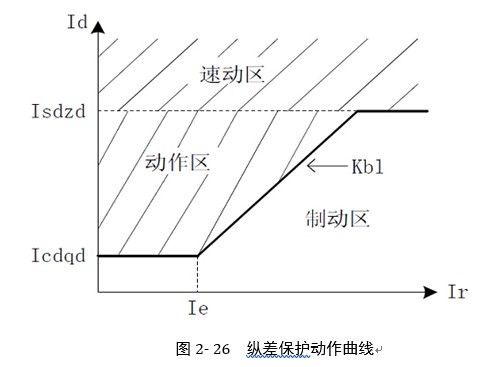 Id
速动区
Isdzd
动作区
Kbl
制动区
Icdqd
Ir
Ie
图 2- 26 纵差保护动作曲线